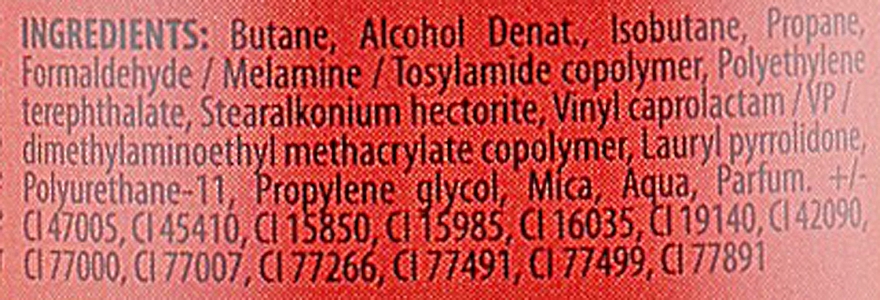 INGREDIENTS: Butane, Alcohol Denat., Isobutane, Propane,
Formaldehyde / Melamine / Tosylamide copolymer, Polyethylene
terephthalate, Stearalkonium hectorite, Vinyl caprolactam / VP /
dimethylaminoethyl methacrylate copolymer, Lauryl pyrrolidone,
Polyurethane-11, Propylene glycol, Mica, Aqua, Parfum. +/-
CI 47005, CI 45410, CI 15850, CI 15985, CI 16035, CI 19140, CI 42090,
CI 77000, CI 77007, CI 77266, CI 77491, CI 77499, CI 77891